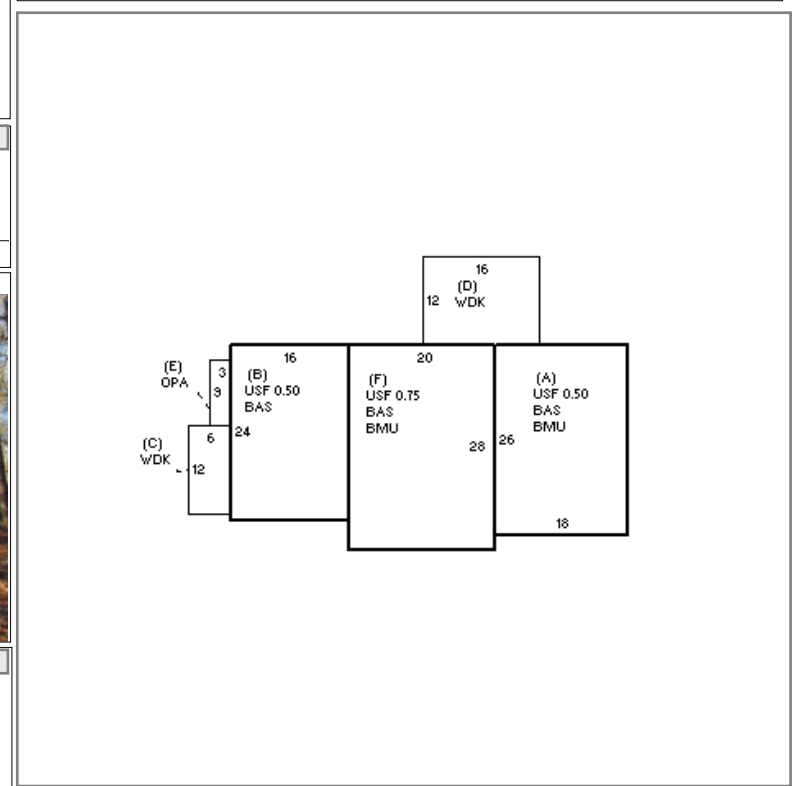 16
(D)
12 WDK
(E)
OPA
3
9
16
(B)
USF 0.50
BAS
24
20
(F)
USF 0.75
BAS
BMU
28
(A)
USF 0.50
BAS
BMU
26
18
(C)
WDK
6
12